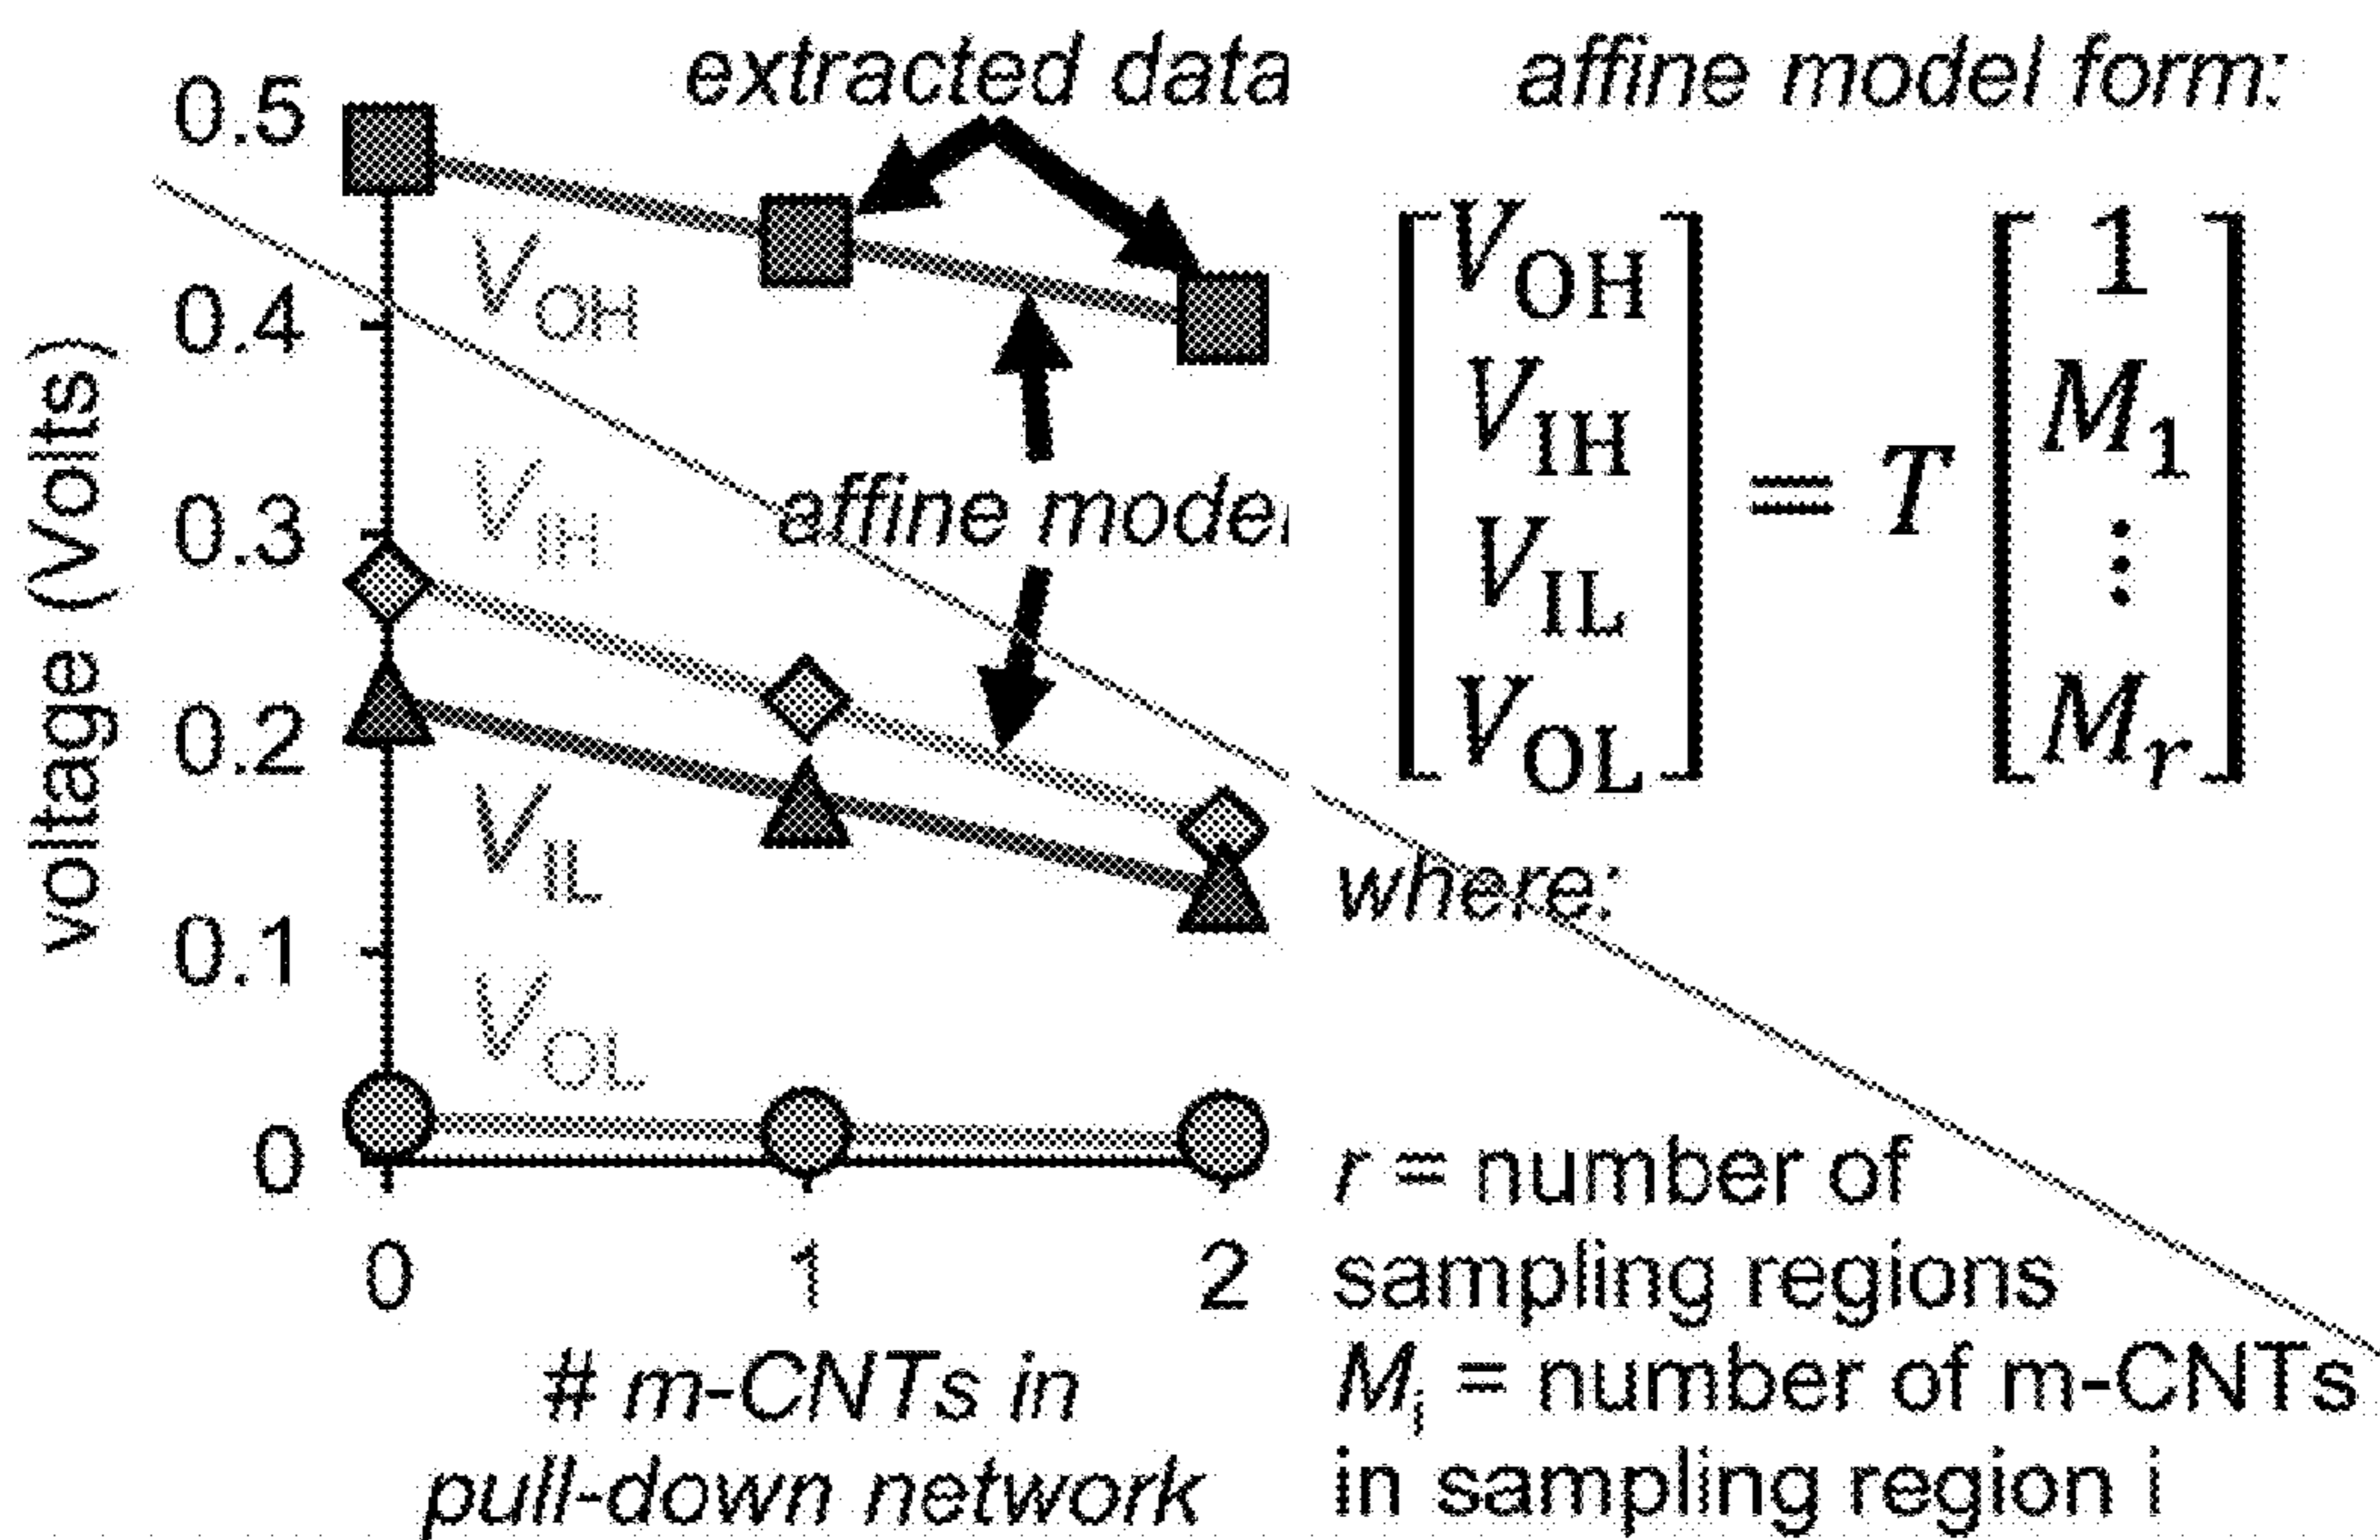 extracted data
affine model form:
voltage (Volts)
0.5
0.4
0.3
0.2
0.1
0
V_OH
V_IH
V_IL
V_OL
affine model
[V_OH V_IH V_IL V_OL] = T [1 M_1 ⋮ M_r]
where:
r = number of
sampling regions
M_i = number of m-CNTs
in sampling region i
0 1 2
# m-CNTs in
pull-down network